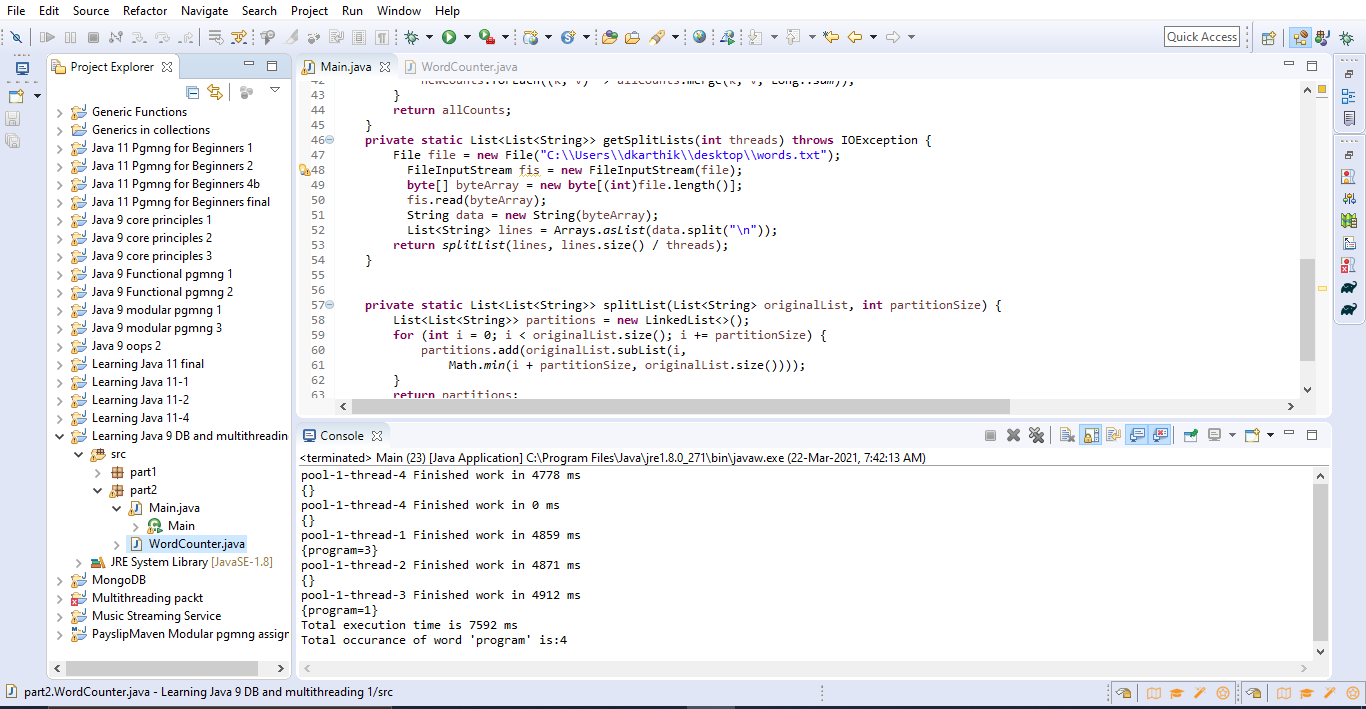 File Edit Source Refactor Navigate Search Project Run Window Help
Quick Access
Project Explorer
Generic Functions
Generics in collections
Java 11 Pgmng for Beginners 1
Java 11 Pgmng for Beginners 2
Java 11 Pgmng for Beginners 4b
Java 11 Pgmng for Beginners final
Java 9 core principles 1
Java 9 core principles 2
Java 9 core principles 3
Java 9 Functional pgmng 1
Java 9 Functional pgmng 2
Java 9 modular pgmng 1
Java 9 modular pgmng 3
Java 9 oops 2
Learning Java 11 final
Learning Java 11-1
Learning Java 11-2
Learning Java 11-4
Learning Java 9 DB and multithreadin
src
part1
part2
Main.java
Main
WordCounter.java
JRE System Library [JavaSE-1.8]
MongoDB
Multithreading packt
Music Streaming Service
PayslipMaven Modular pgmng assign
Main.java WordCounter.java
42 newCounts.forEach((k, v) -> allCounts.merge(k, v, Long::sum));
43 }
44 return allCounts;
45 }
46 private static List<List<String>> getSplitLists(int threads) throws IOException {
47 File file = new File("C:\\Users\\dkarthik\\desktop\\words.txt");
48 FileInputStream fis = new FileInputStream(file);
49 byte[] byteArray = new byte[(int)file.length()];
50 fis.read(byteArray);
51 String data = new String(byteArray);
52 List<String> lines = Arrays.asList(data.split("\n"));
53 return splitList(lines, lines.size() / threads);
54 }
55
56
57 private static List<List<String>> splitList(List<String> originalList, int partitionSize) {
58 List<List<String>> partitions = new LinkedList<>();
59 for (int i = 0; i < originalList.size(); i += partitionSize) {
60 partitions.add(originalList.subList(i,
61 Math.min(i + partitionSize, originalList.size())));
62 }
63 return partitions;
Console
<terminated> Main (23) [Java Application] C:\Program Files\Java\jre1.8.0_271\bin\javaw.exe (22-Mar-2021, 7:42:13 AM)
pool-1-thread-4 Finished work in 4778 ms
{}
pool-1-thread-4 Finished work in 0 ms
{}
pool-1-thread-1 Finished work in 4859 ms
{program=3}
pool-1-thread-2 Finished work in 4871 ms
{}
pool-1-thread-3 Finished work in 4912 ms
{program=1}
Total execution time is 7592 ms
Total occurance of word 'program' is:4
part2.WordCounter.java - Learning Java 9 DB and multithreading 1/src